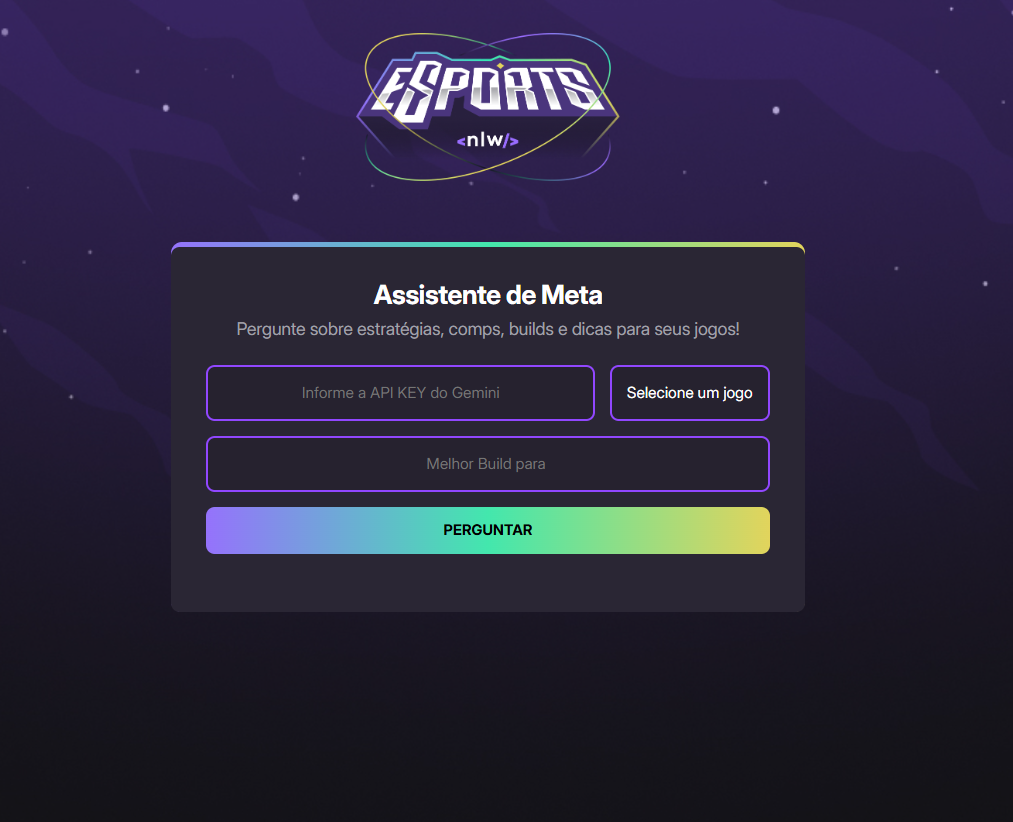 ESPORTS
<nlw/>
Assistente de Meta
Pergunte sobre estratégias, comps, builds e dicas para seus jogos!
Informe a API KEY do Gemini
Selecione um jogo
Melhor Build para
PERGUNTAR